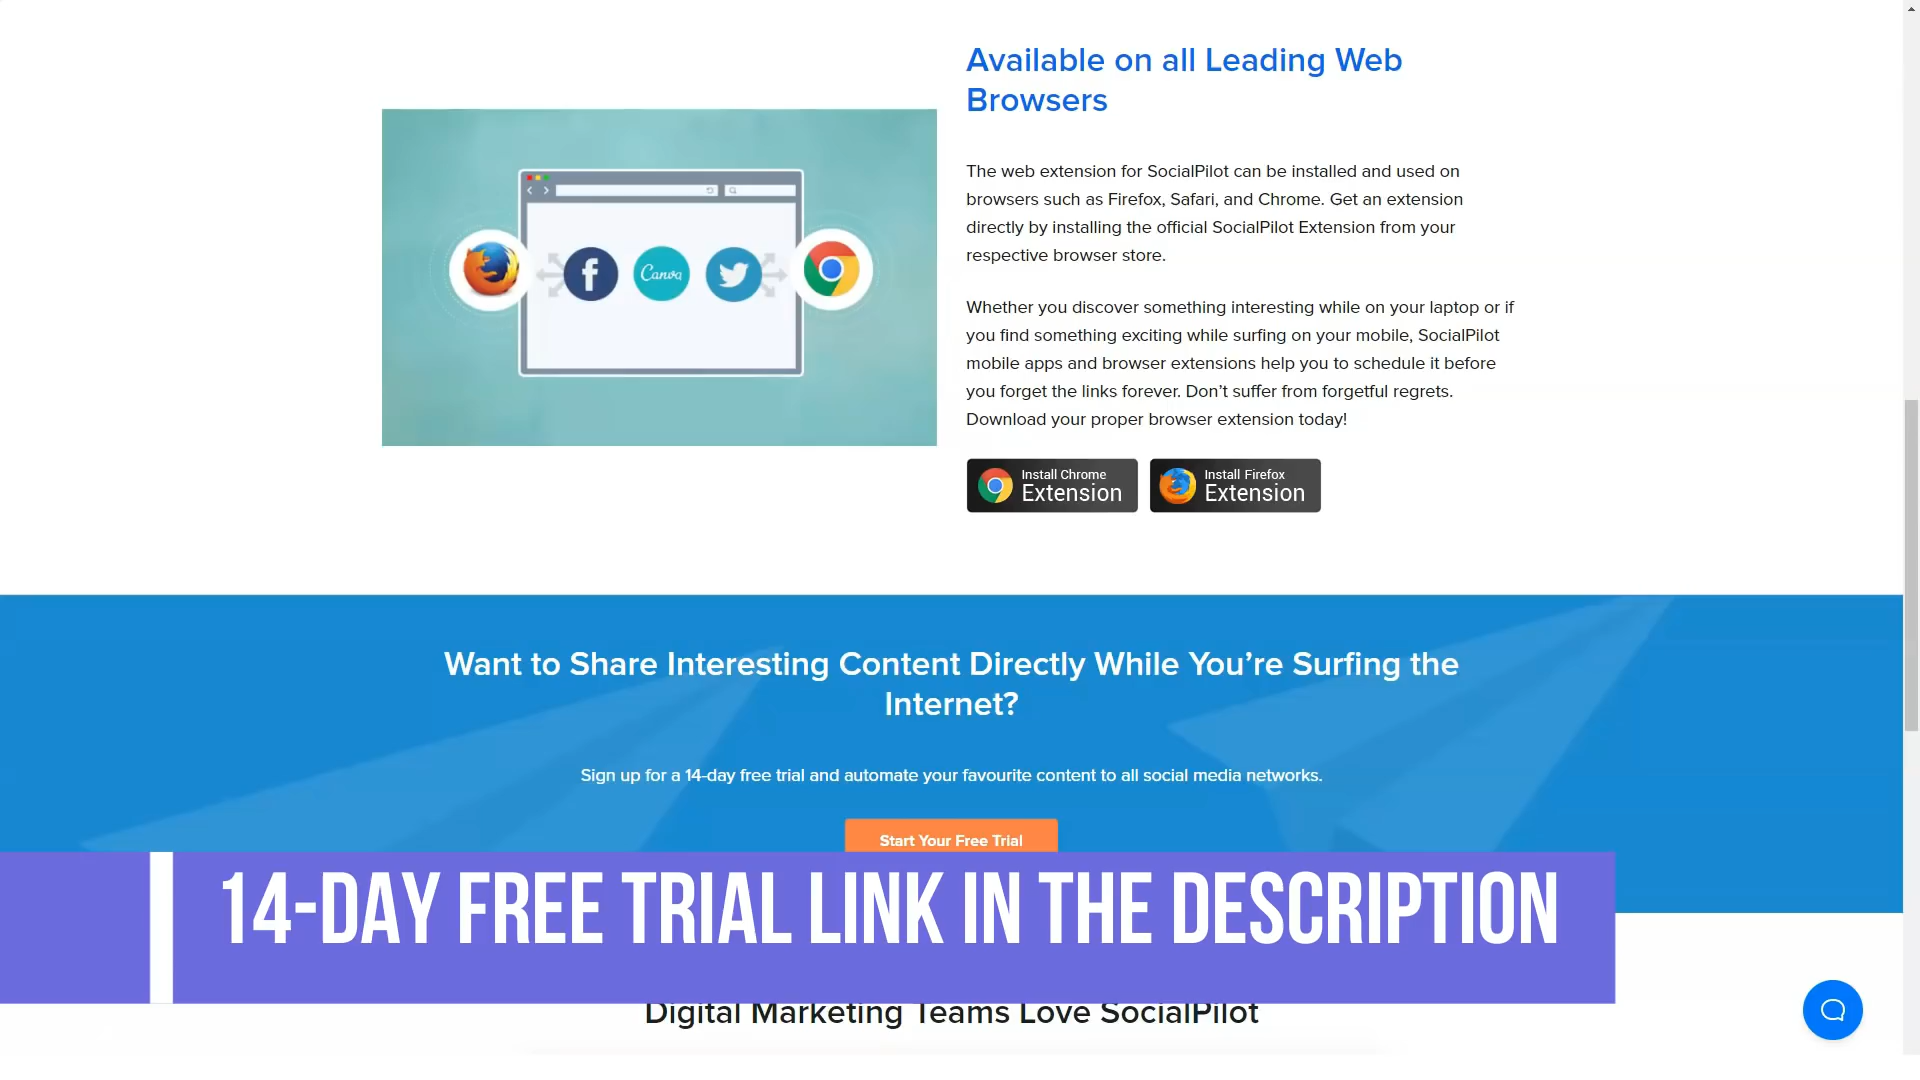 Available on all Leading Web
Browsers
The web extension for SocialPilot can be installed and used on
browsers such as Firefox, Safari, and Chrome. Get an extension
directly by installing the official SocialPilot Extension from your
respective browser store.
Canva
Whether you discover something interesting while on your laptop or if
you find something exciting while surfing on your mobile, SocialPilot
mobile apps and browser extensions help you to schedule it before
you forget the links forever. Don’t suffer from forgetful regrets.
Download your proper browser extension today!
Install Chrome
Extension
Install Firefox
Extension
Want to Share Interesting Content Directly While You’re Surfing the
Internet?
Sign up for a 14-day free trial and automate your favourite content to all social media networks.
Start Your Free Trial
14-DAY FREE TRIAL LINK IN THE DESCRIPTION
Digital Marketing Teams Love SocialPilot